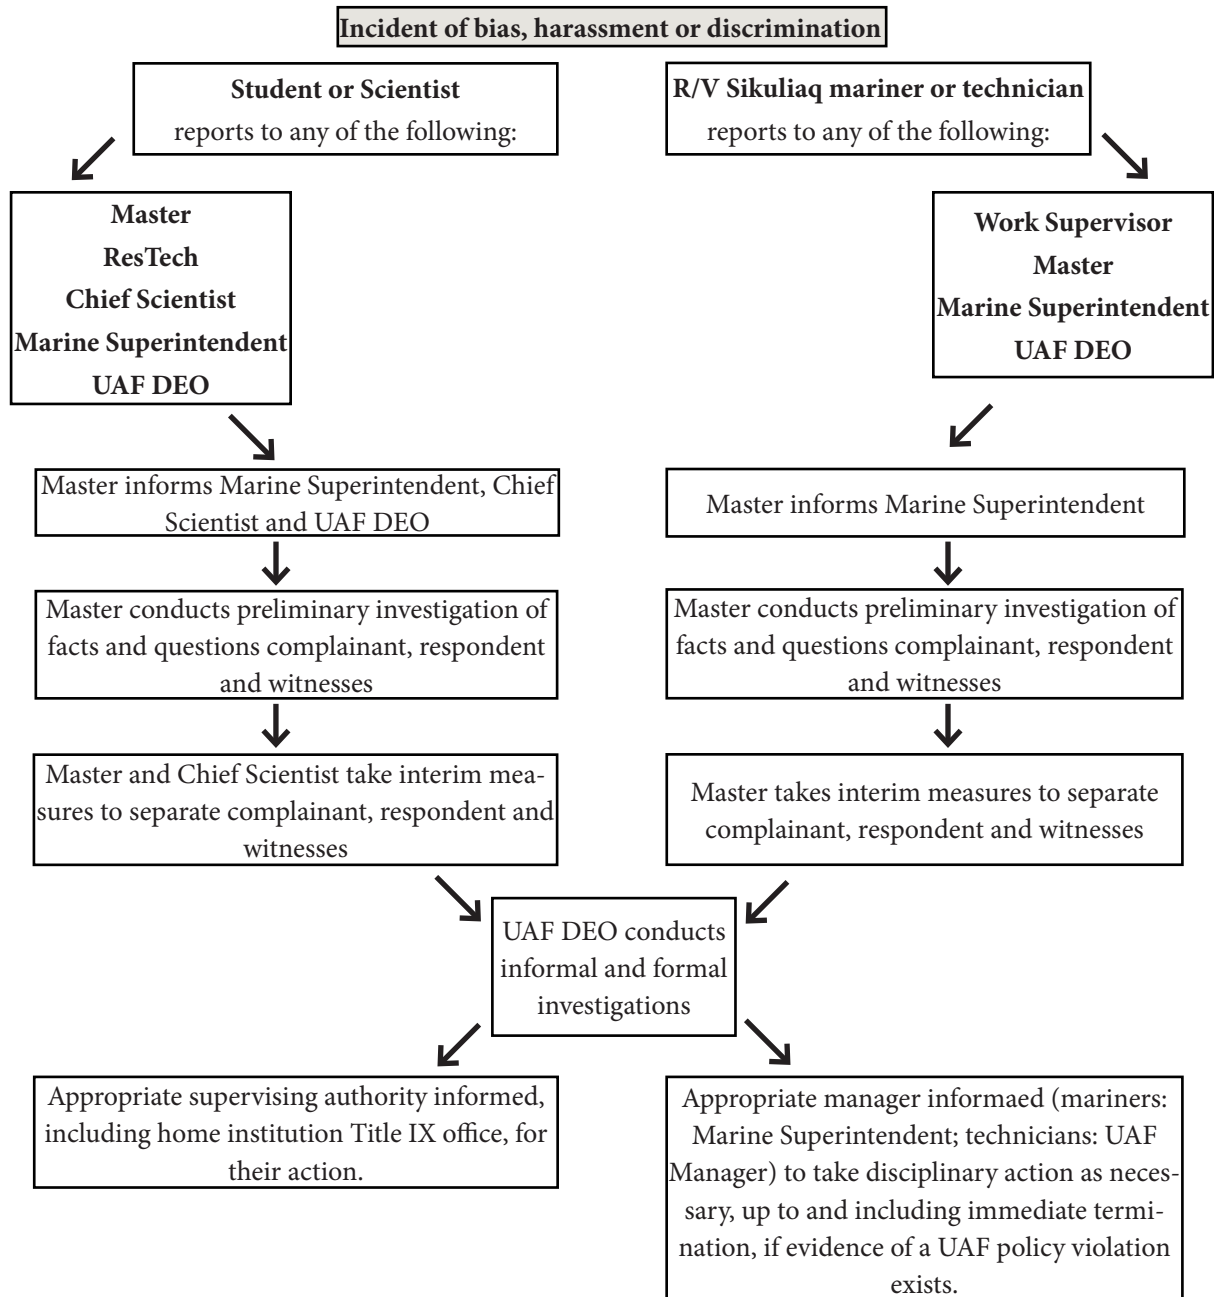 Incident of bias, harassment or discrimination
Student or Scientist
reports to any of the following:
R/V Sikuliaq mariner or technician
reports to any of the following:
Master
ResTech
Chief Scientist
Marine Superintendent
UAF DEO
Work Supervisor
Master
Marine Superintendent
UAF DEO
Master informs Marine Superintendent, Chief
Scientist and UAF DEO
Master informs Marine Superintendent
Master conducts preliminary investigation of
facts and questions complainant, respondent
and witnesses
Master conducts preliminary investigation of
facts and questions complainant, respondent
and witnesses
Master and Chief Scientist take interim mea-
sures to separate complainant, respondent and
witnesses
Master takes interim measures to separate
complainant, respondent and witnesses
UAF DEO conducts
informal and formal
investigations
Appropriate supervising authority informed,
including home institution Title IX office, for
their action.
Appropriate manager informaed (mariners:
Marine Superintendent; technicians: UAF
Manager) to take disciplinary action as neces-
sary, up to and including immediate termi-
nation, if evidence of a UAF policy violation
exists.